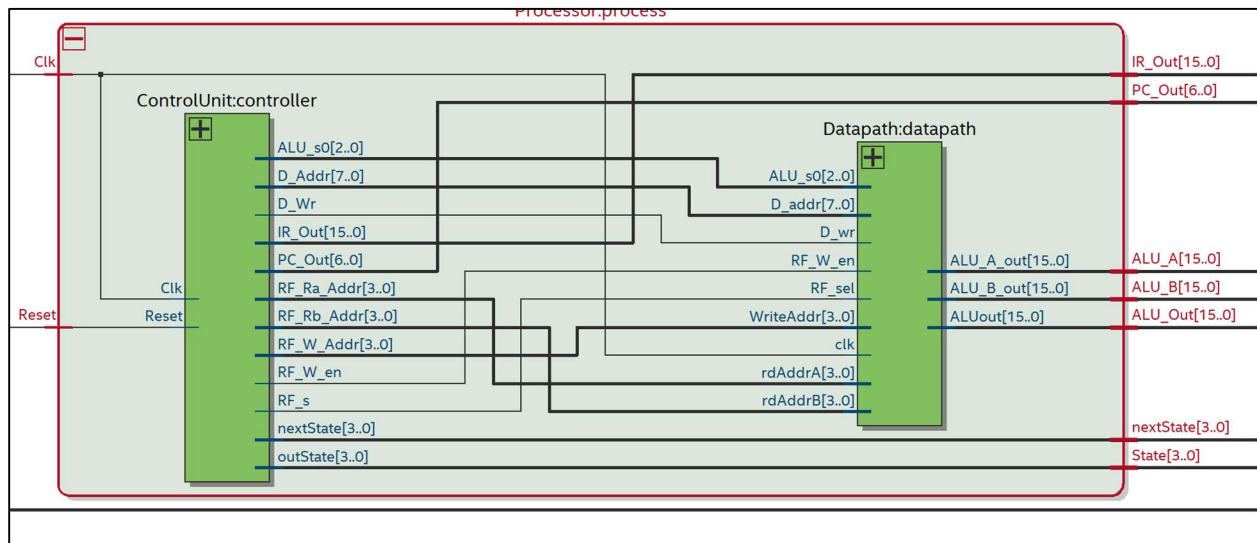 Processor:process
Clk
IR_Out[15..0]
PC_Out[6..0]
ControlUnit:controller
Datapath:datapath
ALU_s0[2..0]
D_Addr[7..0]
D_Wr
IR_Out[15..0]
PC_Out[6..0]
Clk
RF_Ra_Addr[3..0]
Reset
Reset
RF_Rb_Addr[3..0]
RF_W_Addr[3..0]
RF_W_en
RF_s
nextState[3..0]
outState[3..0]
ALU_s0[2..0]
D_addr[7..0]
D_wr
RF_W_en
RF_sel
WriteAddr[3..0]
clk
rdAddrA[3..0]
rdAddrB[3..0]
ALU_A_out[15..0]
ALU_B_out[15..0]
ALUout[15..0]
ALU_A[15..0]
ALU_B[15..0]
ALU_Out[15..0]
nextState[3..0]
State[3..0]